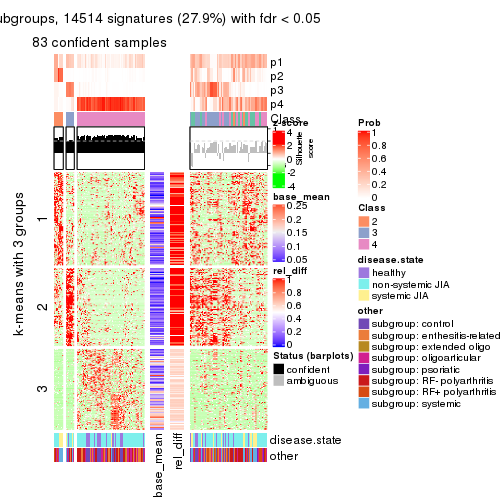 ubgroups, 14514 signatures (27.9%) with fdr < 0.05
83 confident samples
p1
p2
p3
p4
Class
z-score
4
2
0
-2
-4
Silhouette
score
1
0
base_mean
0.25
0.2
0.15
0.1
0.05
rel_diff
1
0.8
0.6
0.4
0.2
0
Status (barplots)
confident
ambiguous
Prob
1
0.8
0.6
0.4
0.2
0
Class
2
3
4
disease.state
healthy
non-systemic JIA
systemic JIA
other
subgroup: control
subgroup: enthesitis-related
subgroup: extended oligo
subgroup: oligoarticular
subgroup: psoriatic
subgroup: RF- polyarthritis
subgroup: RF+ polyarthritis
subgroup: systemic
k-means with 3 groups
1
2
3
disease.state
other
base_mean
rel_diff